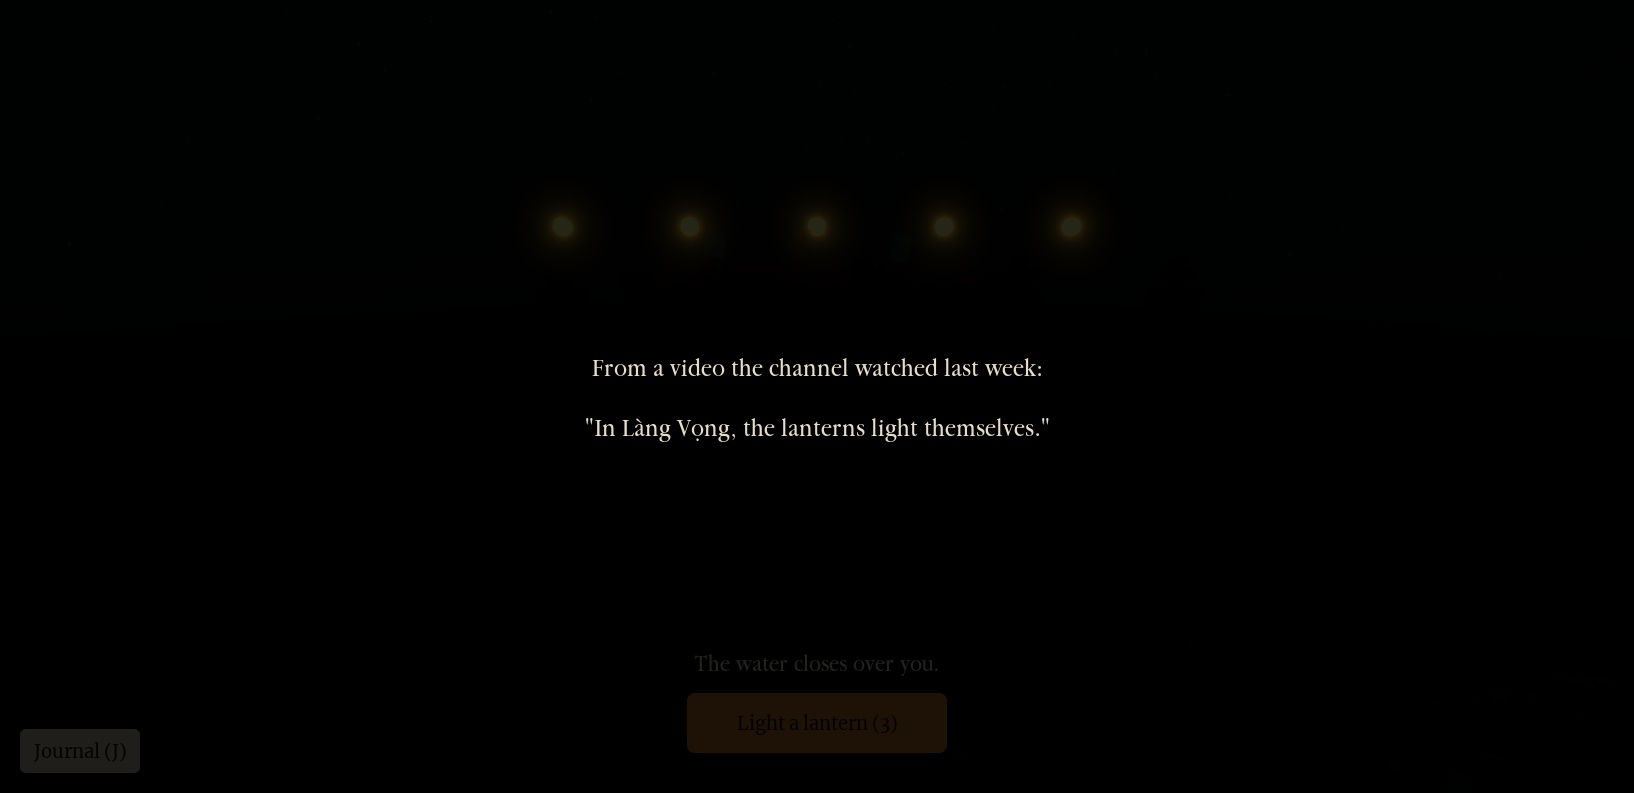 From a video the channel watched last week:
"In Làng Vọng, the lanterns light themselves."
The water closes over you.
Light a lantern (3)
Journal (J)